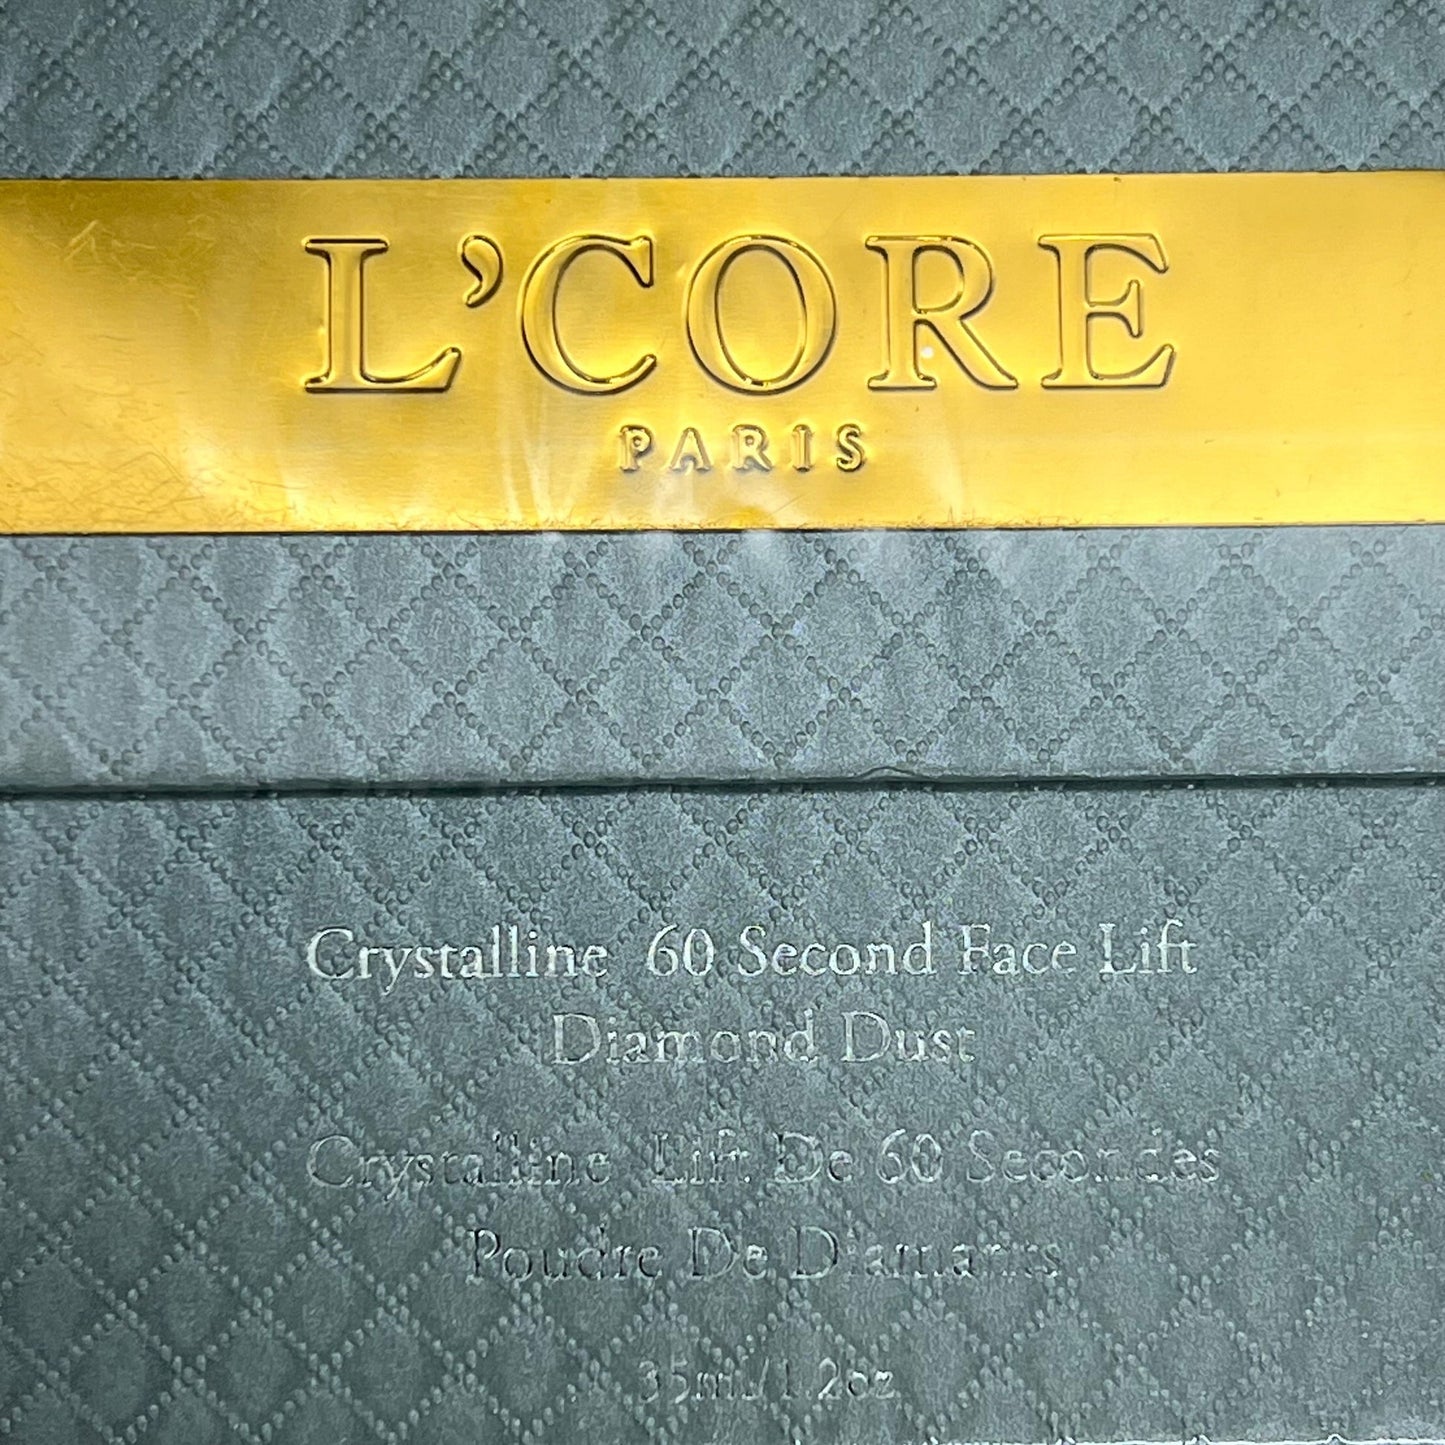 L'CORE
PARIS
Crystalline 60 Second Face Lift
Diamond Dust
Crystalline Lift De 60 Secondes
Poudre De Diamants
35ml/1.2oz